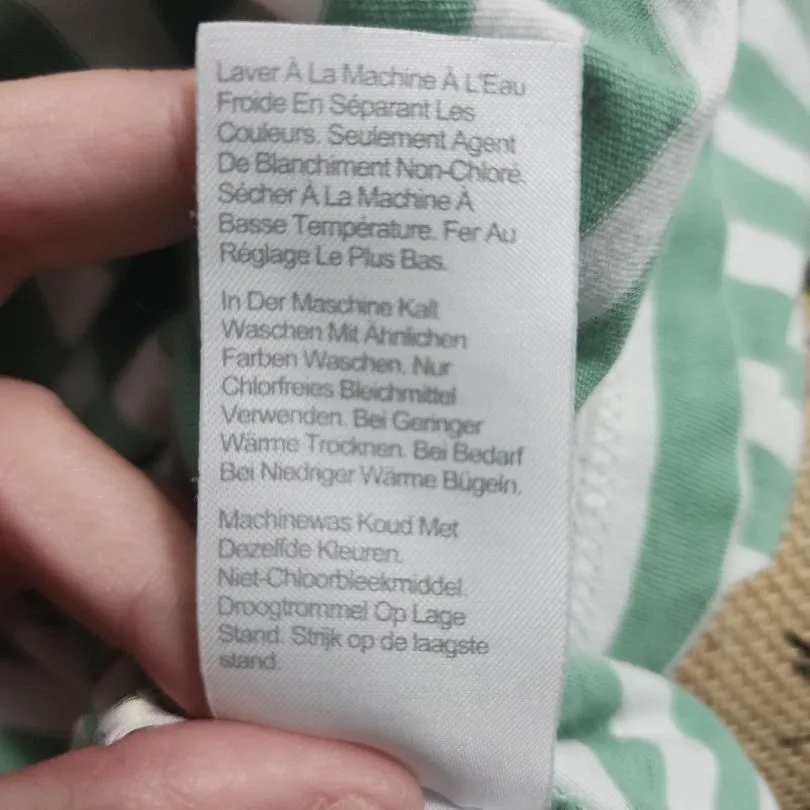 Laver À La Machine À L'Eau
Froide En Séparant Les
Couleurs. Seulement Agent
De Blanchiment Non-Chloré.
Sécher À La Machine À
Basse Température. Fer Au
Réglage Le Plus Bas.
In Der Maschine Kalt
Waschen Mit Ähnlichen
Farben Waschen. Nur
Chlorfreies Bleichmittel
Verwenden. Bei Geringer
Wärme Trocknen. Bei Bedarf
Bei Niedriger Wärme Bügeln.
Machinewas Koud Met
Dezelfde Kleuren.
Niet-Chloorbleekmiddel.
Droogtrommel Op Lage
Stand. Strijk op de laagste
stand.